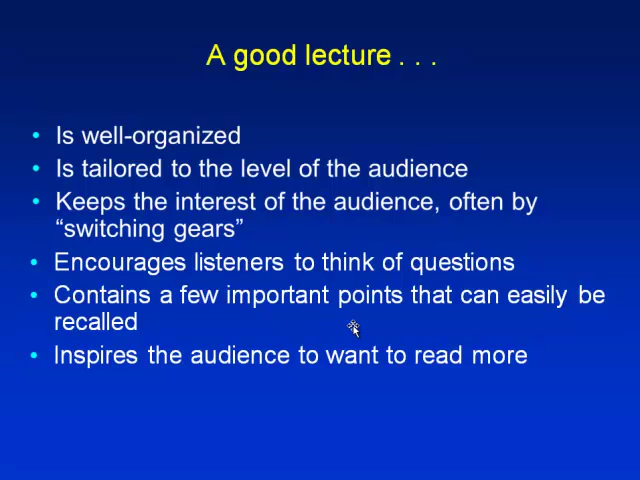 A good lecture . . .
• Is well-organized
• Is tailored to the level of the audience
• Keeps the interest of the audience, often by
“switching gears”
• Encourages listeners to think of questions
• Contains a few important points that can easily be
recalled
• Inspires the audience to want to read more